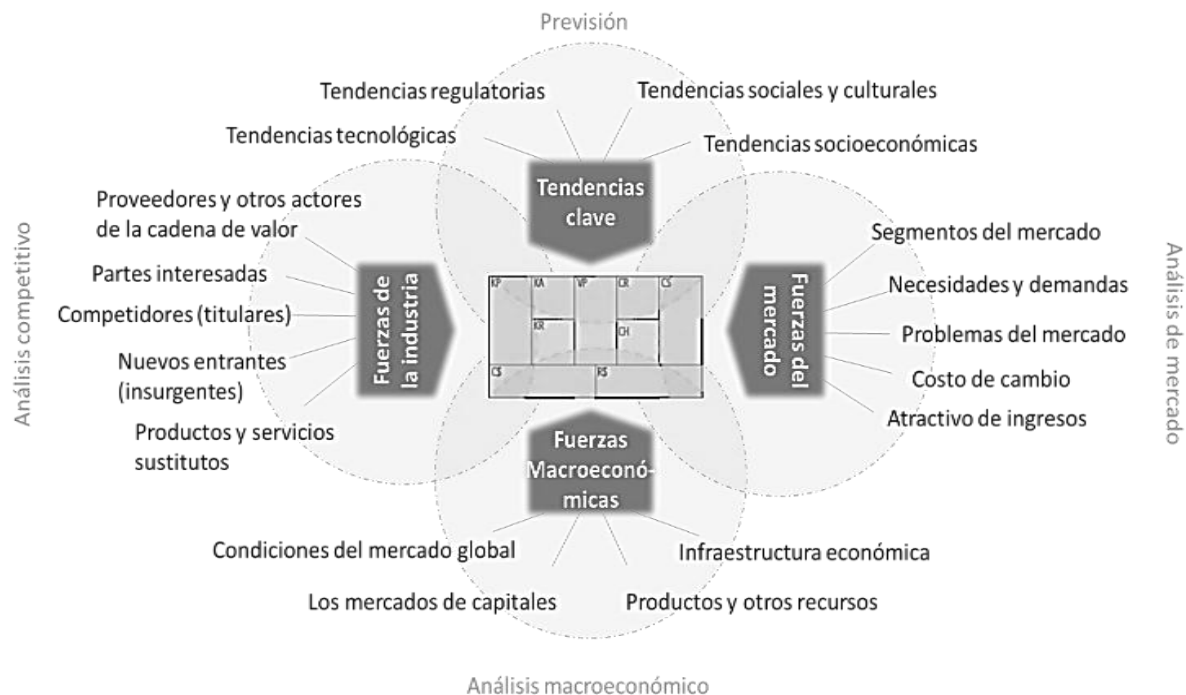 Previsión
Tendencias regulatorias
Tendencias sociales y culturales
Tendencias tecnológicas
Tendencias socioeconómicas
Tendencias
clave
Análisis competitivo
Proveedores y otros actores
de la cadena de valor
Partes interesadas
Competidores (titulares)
Nuevos entrantes
(insurgentes)
Productos y servicios
sustitutos
Fuerzas de
la industria
KP
KA
VP
CR
CS
KR
CH
C$
R$
Fuerzas del
mercado
Segmentos del mercado
Necesidades y demandas
Problemas del mercado
Costo de cambio
Atractivo de ingresos
Análisis de mercado
Fuerzas
Macroeconó-
micas
Condiciones del mercado global
Infraestructura económica
Los mercados de capitales
Productos y otros recursos
Análisis macroeconómico